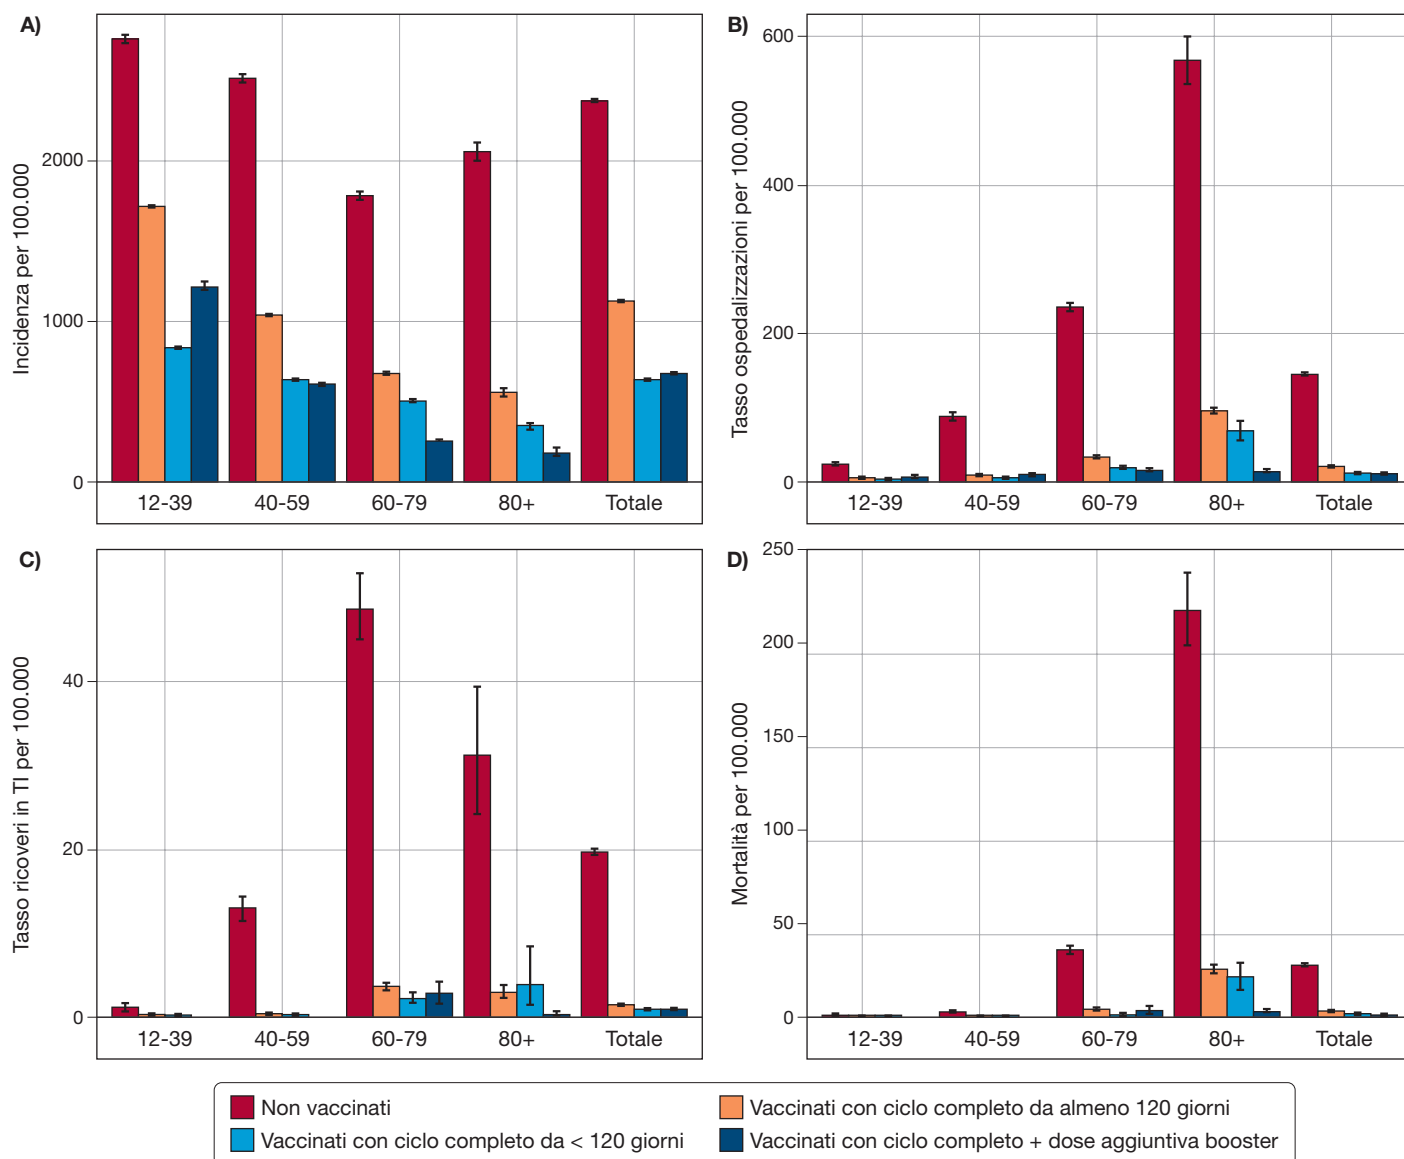 A)
Incidenza per 100.000
2000
1000
0
12-39 40-59 60-79 80+ Totale
B)
Tasso ospedalizzazioni per 100.000
600
400
200
0
12-39 40-59 60-79 80+ Totale
C)
Tasso ricoveri in TI per 100.000
40
20
0
12-39 40-59 60-79 80+ Totale
D)
Mortalità per 100.000
250
200
150
100
50
0
12-39 40-59 60-79 80+ Totale
Non vaccinati
Vaccinati con ciclo completo da almeno 120 giorni
Vaccinati con ciclo completo da < 120 giorni
Vaccinati con ciclo completo + dose aggiuntiva booster